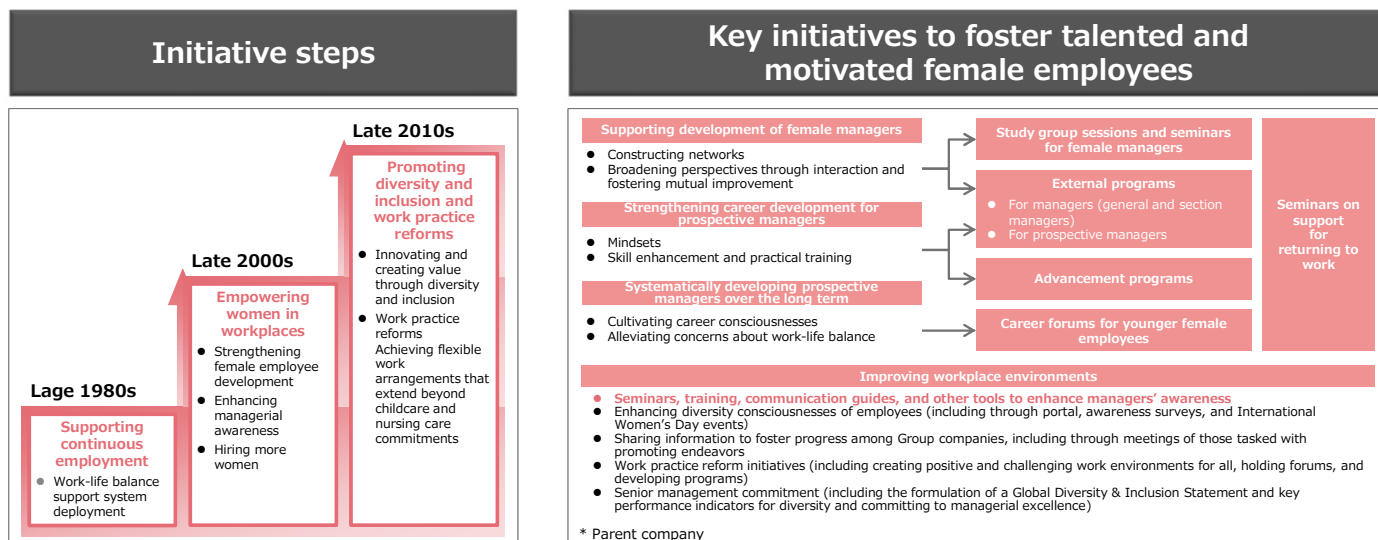 Initiative steps
Lage 1980s
Supporting
continuous
employment
● Work-life balance
support system
deployment
Late 2000s
Empowering
women in
workplaces
● Strengthening
female employee
development
● Enhancing
managerial
awareness
● Hiring more
women
Late 2010s
Promoting
diversity and
inclusion and
work practice
reforms
● Innovating and
creating value
through diversity
and inclusion
● Work practice
reforms
Achieving flexible
work
arrangements that
extend beyond
childcare and
nursing care
commitments
Key initiatives to foster talented and
motivated female employees
Supporting development of female managers
● Constructing networks
● Broadening perspectives through interaction and
fostering mutual improvement
Strengthening career development for
prospective managers
● Mindsets
● Skill enhancement and practical training
Systematically developing prospective
managers over the long term
● Cultivating career consciousnesses
● Alleviating concerns about work-life balance
Study group sessions and seminars
for female managers
External programs
● For managers (general and section
managers)
● For prospective managers
Advancement programs
Career forums for younger female
employees
Seminars on
support
for
returning to
work
Improving workplace environments
● Seminars, training, communication guides, and other tools to enhance managers’ awareness
● Enhancing diversity consciousnesses of employees (including through portal, awareness surveys, and International
Women’s Day events)
● Sharing information to foster progress among Group companies, including through meetings of those tasked with
promoting endeavors
● Work practice reform initiatives (including creating positive and challenging work environments for all, holding forums, and
developing programs)
● Senior management commitment (including the formulation of a Global Diversity & Inclusion Statement and key
performance indicators for diversity and committing to managerial excellence)
* Parent company